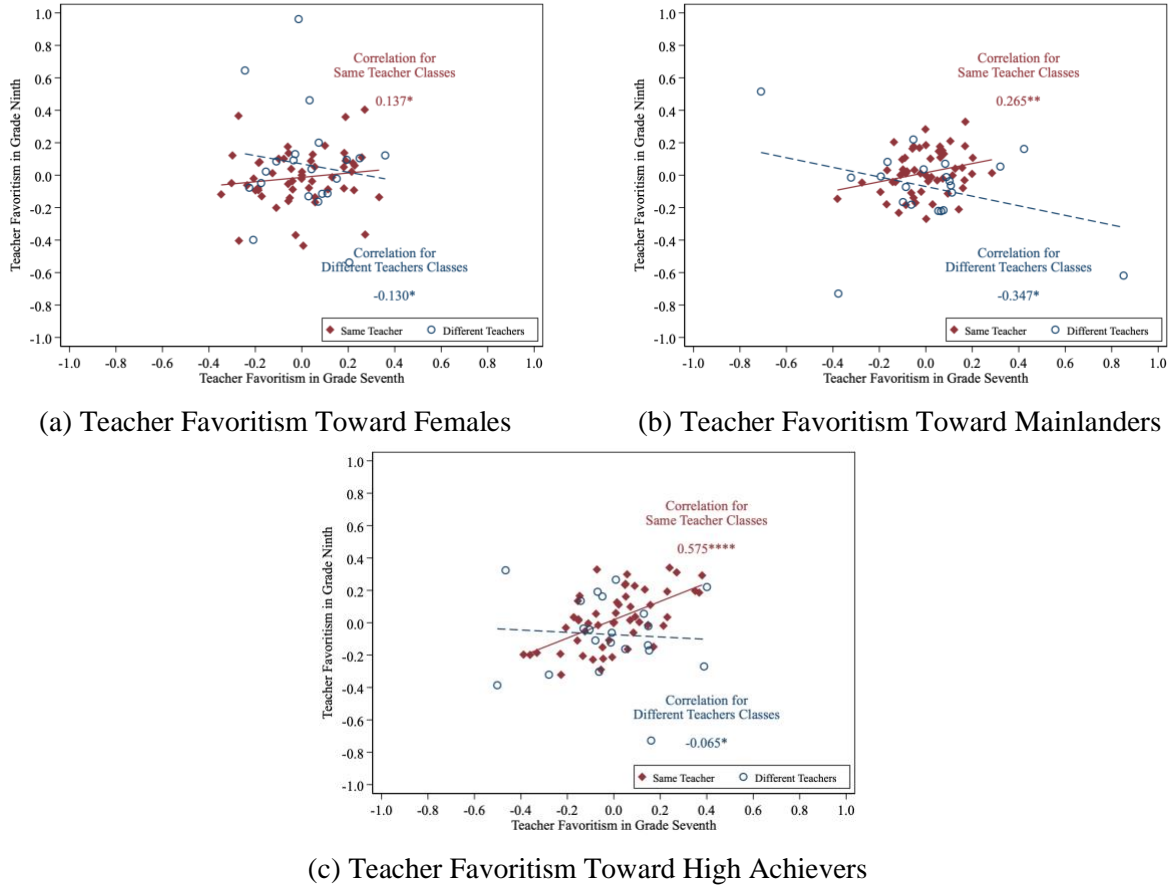 1.0
0.8
0.6
0.4
0.2
0.0
-0.2
-0.4
-0.6
-0.8
-1.0
Teacher Favoritism in Grade Ninth
Correlation for
Same Teacher Classes
0.137*
Correlation for
Different Teachers Classes
-0.130*
Same Teacher Different Teachers
-1.0 -0.8 -0.6 -0.4 -0.2 0.0 0.2 0.4 0.6 0.8 1.0
Teacher Favoritism in Grade Seventh
(a) Teacher Favoritism Toward Females
1.0
0.8
0.6
0.4
0.2
0.0
-0.2
-0.4
-0.6
-0.8
-1.0
Teacher Favoritism in Grade Ninth
Correlation for
Same Teacher Classes
0.265**
Correlation for
Different Teachers Classes
-0.347*
Same Teacher Different Teachers
-1.0 -0.8 -0.6 -0.4 -0.2 0.0 0.2 0.4 0.6 0.8 1.0
Teacher Favoritism in Grade Seventh
(b) Teacher Favoritism Toward Mainlanders
1.0
0.8
0.6
0.4
0.2
0.0
-0.2
-0.4
-0.6
-0.8
-1.0
Teacher Favoritism in Grade Ninth
Correlation for
Same Teacher Classes
0.575****
Correlation for
Different Teachers Classes
-0.065*
Same Teacher Different Teachers
-1.0 -0.8 -0.6 -0.4 -0.2 0.0 0.2 0.4 0.6 0.8 1.0
Teacher Favoritism in Grade Seventh
(c) Teacher Favoritism Toward High Achievers